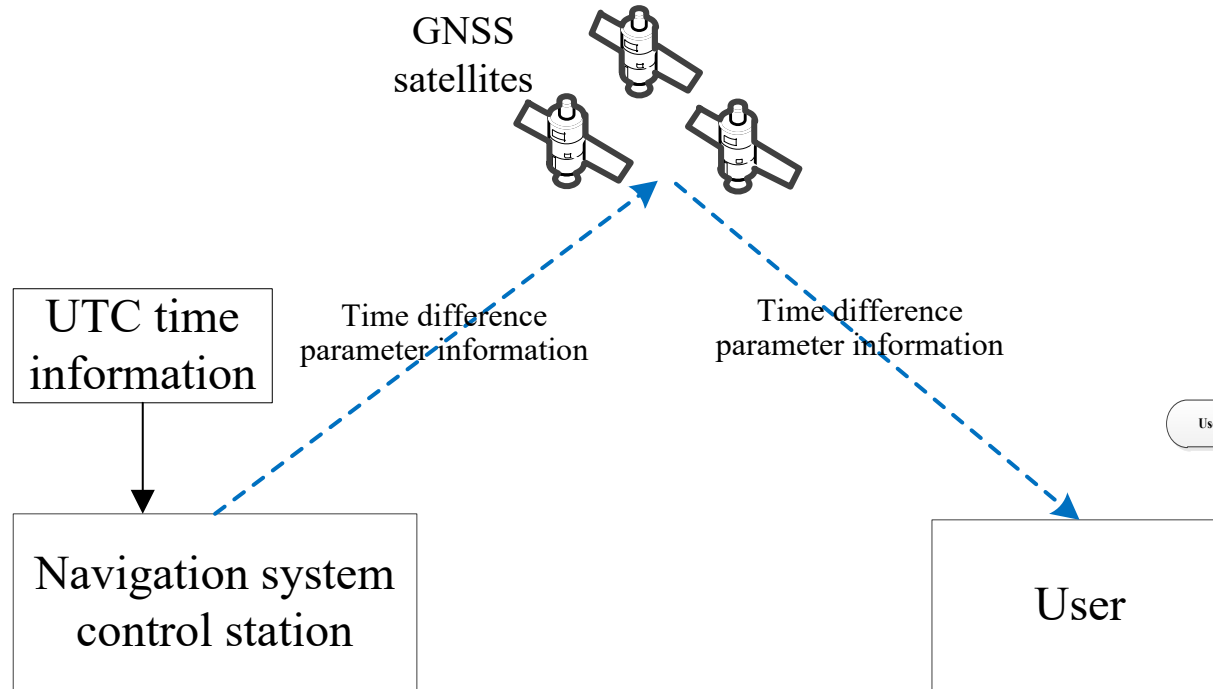 GNSS
satellites
UTC time
information
Time difference
parameter information
Time difference
parameter information
Navigation system
control station
User